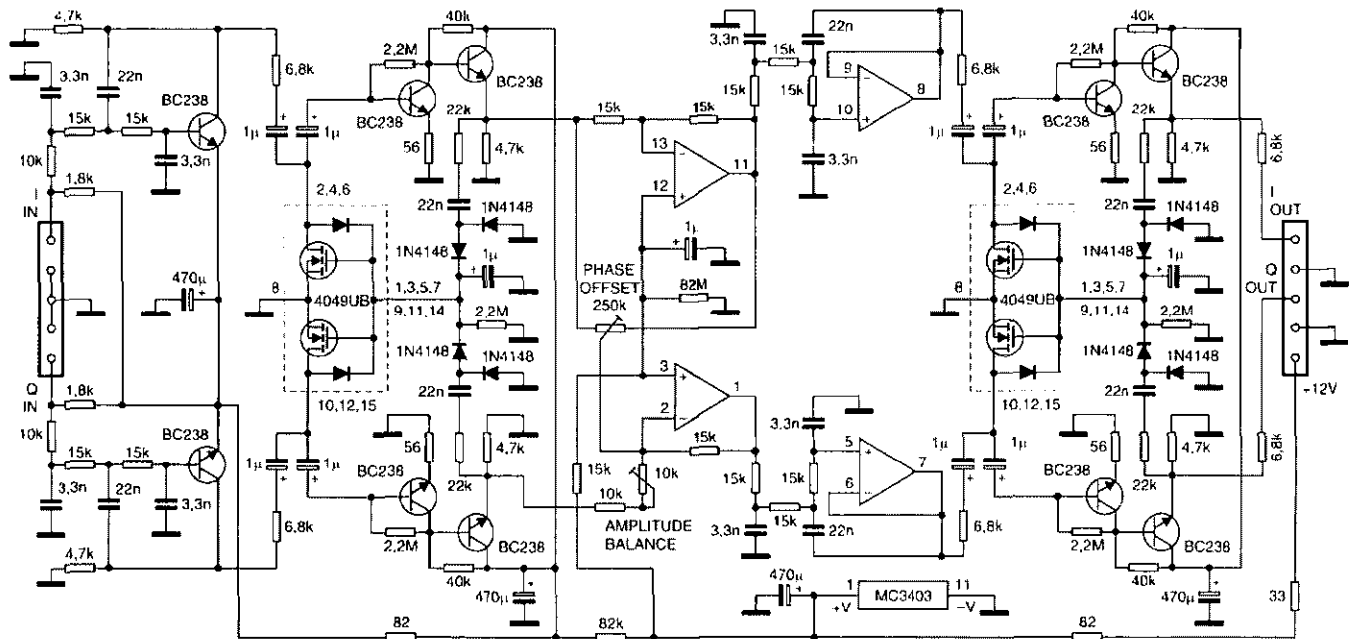 4,7k
3,3n
22n
BC238
15k
15k
10k
3,3n
1,8k
I
IN
470µ
Q
IN
1,8k
10k
BC238
15k
15k
3,3n
22n
3,3n
4,7k
6,8k
1µ
1µ
2,4,6
8
4049UB
10,12,15
1µ
1µ
6,8k
40k
2,2M
BC238
BC238
22k
56
4,7k
22n
1N4148
1N4148
1µ
1,3,5,7
9,11,14
2,2M
1N4148
1N4148
22n
56
4,7k
BC238
22k
2,2M
BC238
40k
470µ
82
15k
15k
13
12
11
1µ
PHASE
OFFSET
250k
82M
3
2
1
15k
15k
10k
10k
AMPLITUDE
BALANCE
82k
3,3n
22n
15k
15k
15k
9
10
8
3,3n
3,3n
5
6
7
15k
15k
15k
3,3n
22n
470µ
1
+V
MC3403
11
–V
82
6,8k
1µ
1µ
2,4,6
8
4049UB
10,12,15
1µ
1µ
6,8k
40k
2,2M
BC238
BC238
22k
56
4,7k
22n
1N4148
1N4148
1µ
1,3,5,7
9,11,14
2,2M
1N4148
1N4148
22n
56
4,7k
BC238
22k
2,2M
BC238
40k
470µ
6,8k
I
OUT
Q
OUT
+12V
6,8k
33